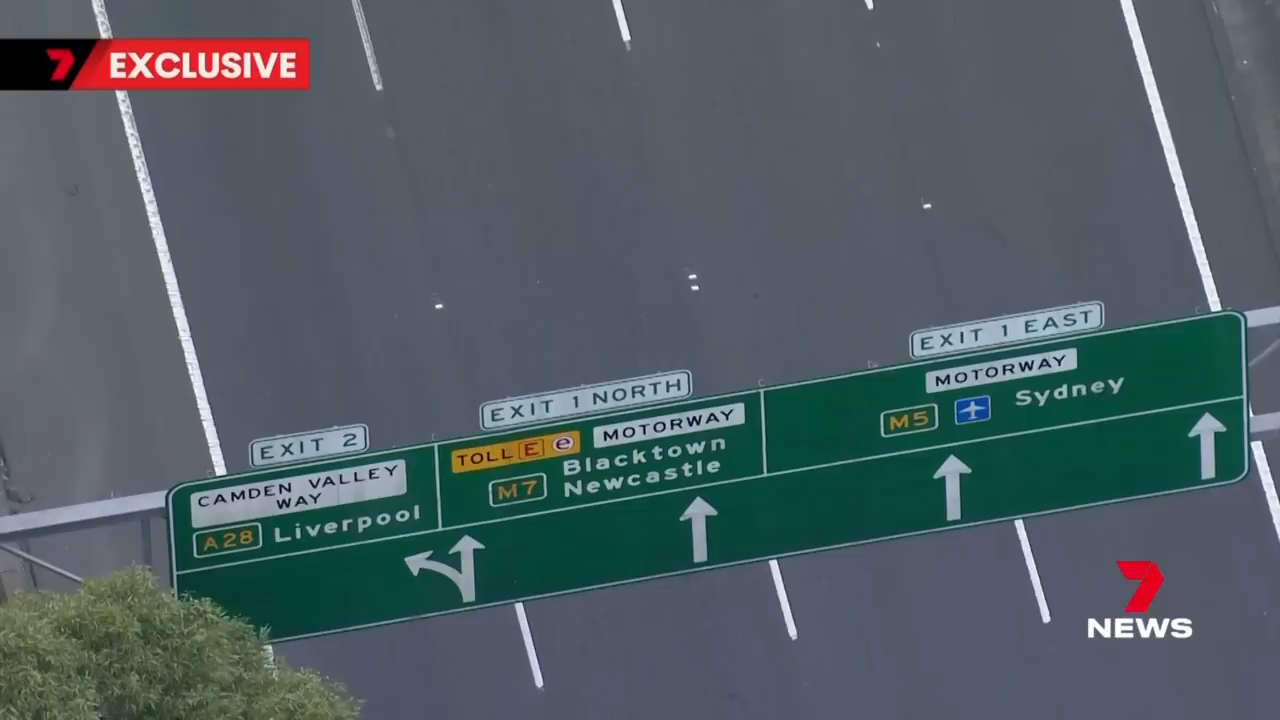 7 EXCLUSIVE
EXIT 2
CAMDEN VALLEY
WAY
A28 Liverpool
EXIT 1 NORTH
TOLL E e MOTORWAY
M7 Blacktown
Newcastle
EXIT 1 EAST
MOTORWAY
M5 Sydney
7
NEWS